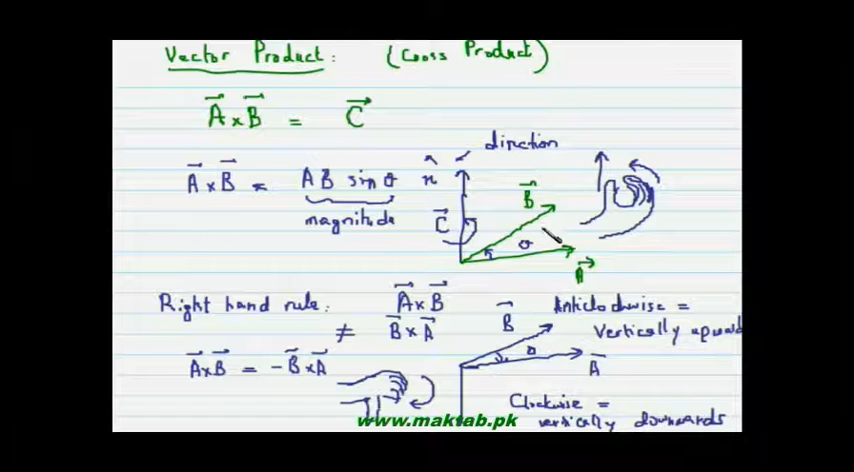 Vector Product: (Cross Product)
A⃗ × B⃗ = C⃗
A⃗ × B⃗ = AB sin θ n̂ direction
magnitude
C⃗ B⃗ θ A⃗
Right hand rule: A⃗ × B⃗
≠ B⃗ × A⃗
Anticlockwise =
vertically upward
A⃗ × B⃗ = - B⃗ × A⃗
B⃗ θ A⃗
Clockwise =
vertically downwards
www.maktab.pk